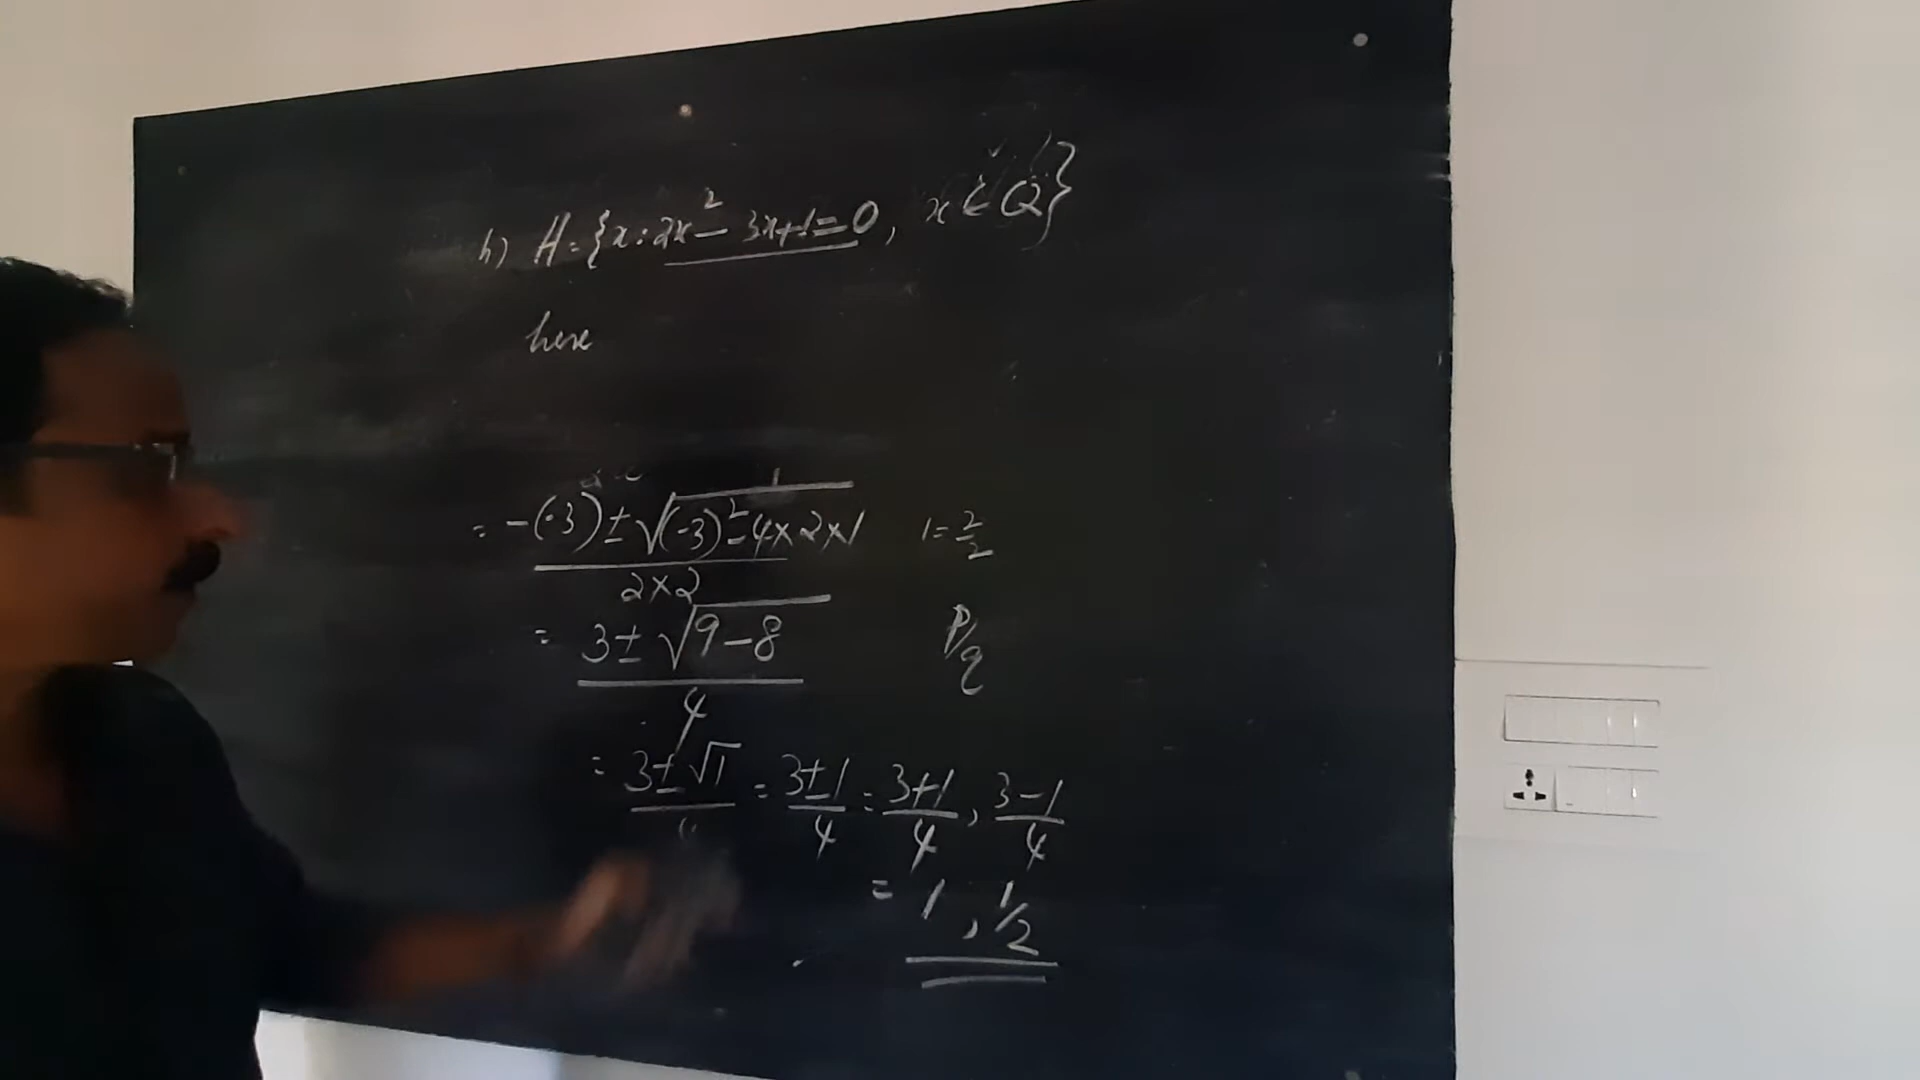 h) H = {x : 2x² - 3x+1=0, x ∈ Q}
here
= -(-3) ± √(-3)² - 4×2×1 / 2×2
1 = 2/2
= 3 ± √9-8 / 4
P/q
= 3±√1 / 4 = 3±1 / 4 = 3+1 / 4, 3-1 / 4
= 1, 1/2